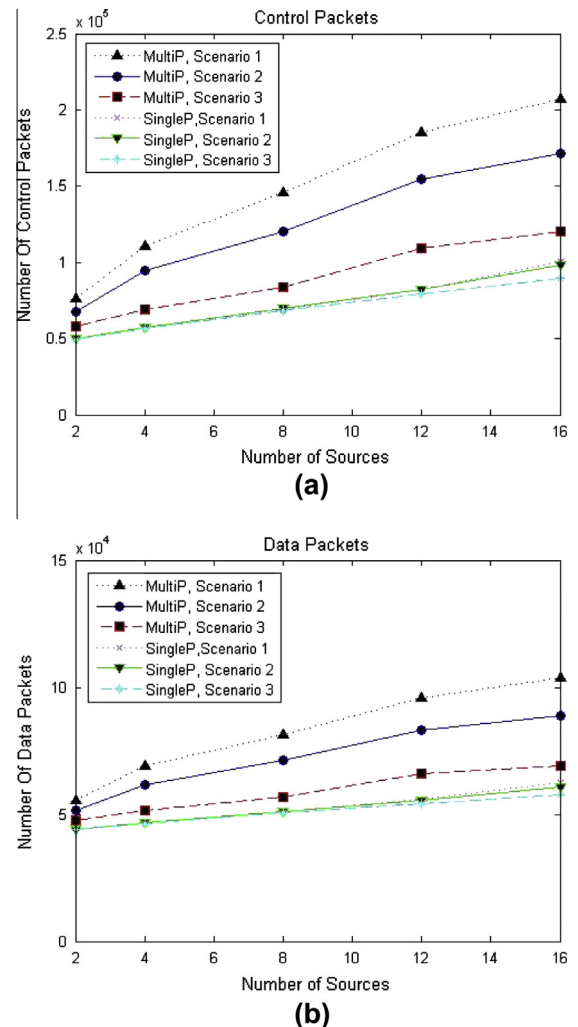 Control Packets
x 10^5
2.5
2
1.5
1
0.5
0
Number Of Control Packets
MultiP, Scenario 1
MultiP, Scenario 2
MultiP, Scenario 3
SingleP,Scenario 1
SingleP, Scenario 2
SingleP, Scenario 3
2 4 6 8 10 12 14 16
Number of Sources
(a)
Data Packets
x 10^4
15
10
5
0
Number Of Data Packets
MultiP, Scenario 1
MultiP, Scenario 2
MultiP, Scenario 3
SingleP,Scenario 1
SingleP, Scenario 2
SingleP, Scenario 3
2 4 6 8 10 12 14 16
Number of Sources
(b)